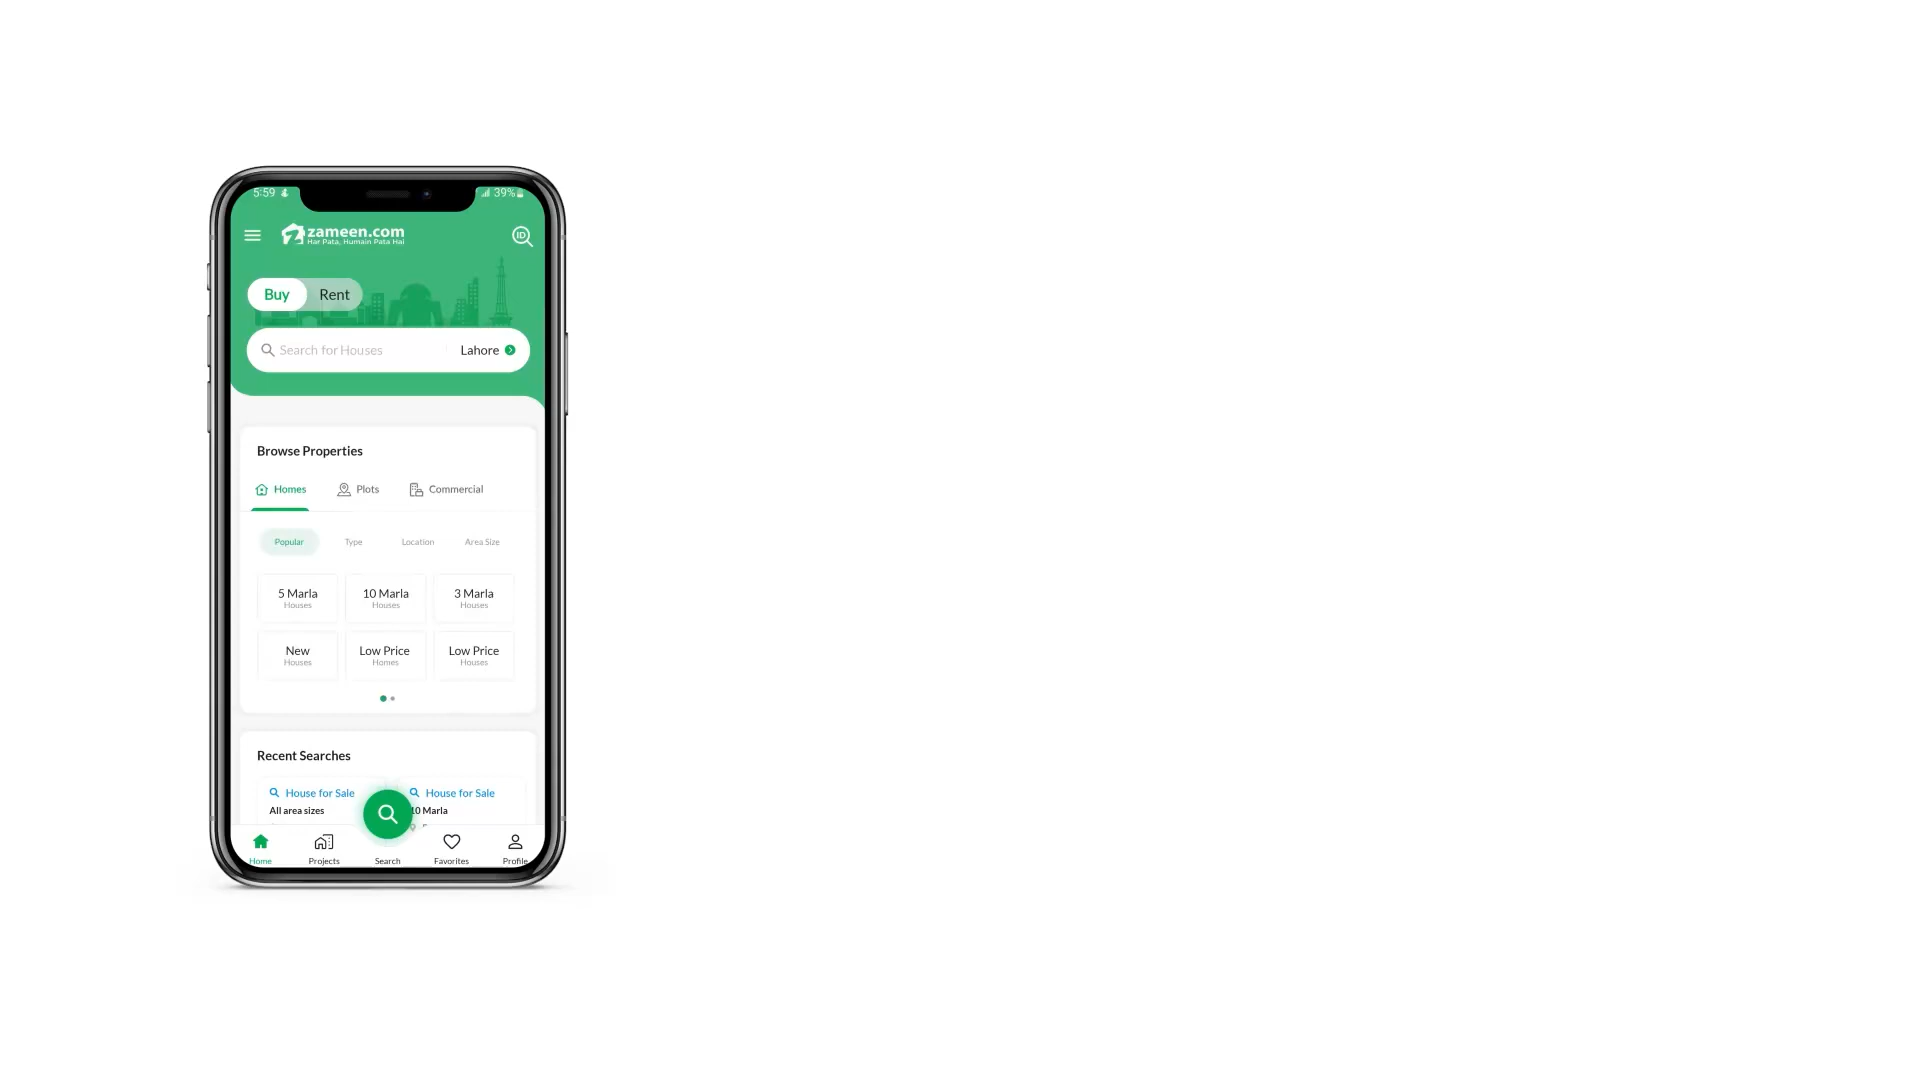 5:59 39%
zameen.com
Har Pata, Humain Pata Hai
ID
Buy Rent
Search for Houses Lahore
Browse Properties
Homes Plots Commercial
Popular Type Location Area Size
5 Marla 10 Marla 3 Marla
Houses Houses Houses
New Low Price Low Price
Houses Homes Houses
Recent Searches
House for Sale House for Sale
All area sizes 10 Marla
Home Projects Search Favorites Profile